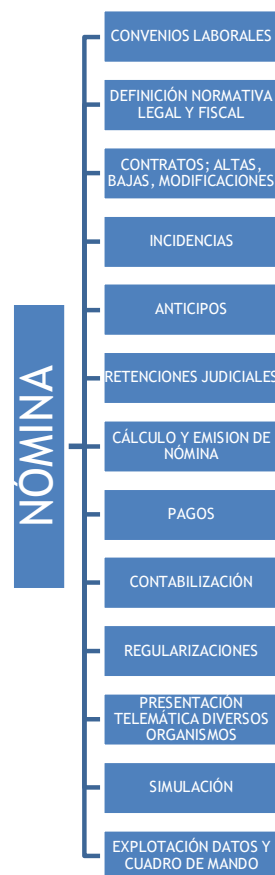 NÓMINA
CONVENIOS LABORALES
DEFINICIÓN NORMATIVA
LEGAL Y FISCAL
CONTRATOS; ALTAS,
BAJAS, MODIFICACIONES
INCIDENCIAS
ANTICIPOS
RETENCIONES JUDICIALES
CÁLCULO Y EMISION DE
NÓMINA
PAGOS
CONTABILIZACIÓN
REGULARIZACIONES
PRESENTACIÓN
TELEMÁTICA DIVERSOS
ORGANISMOS
SIMULACIÓN
EXPLOTACIÓN DATOS Y
CUADRO DE MANDO